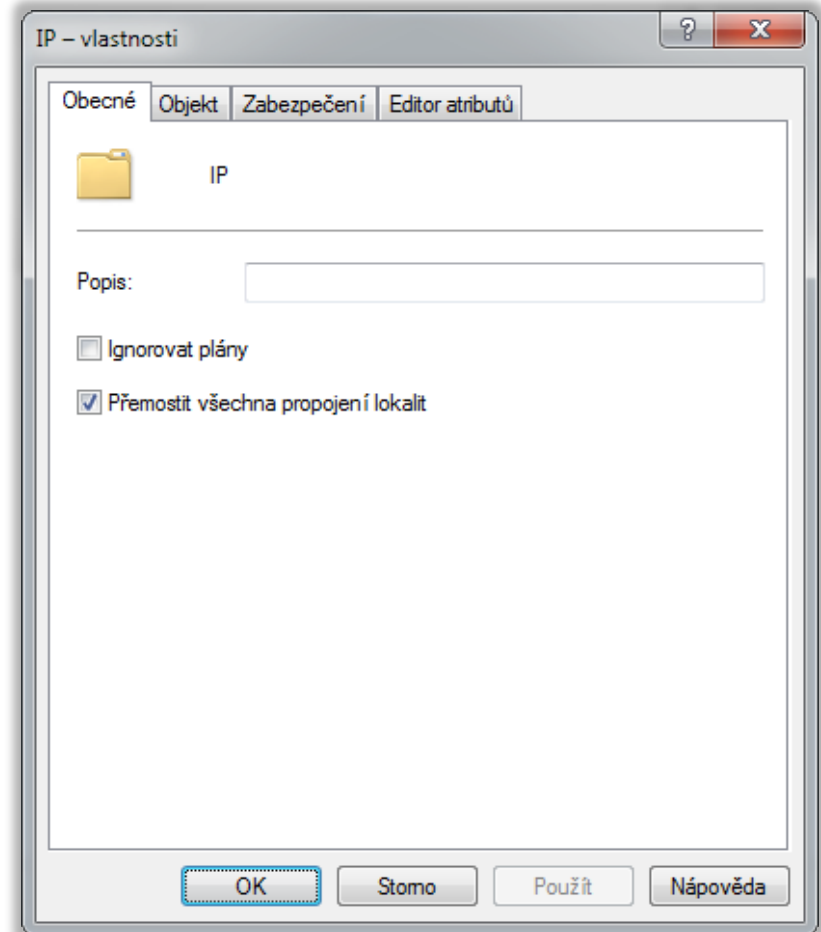 IP – vlastnosti
Obecné Objekt Zabezpečení Editor atributů
IP
Popis:
Ignorovat plány
Přemostit všechna propojení lokalit
OK Storno Použít Nápověda